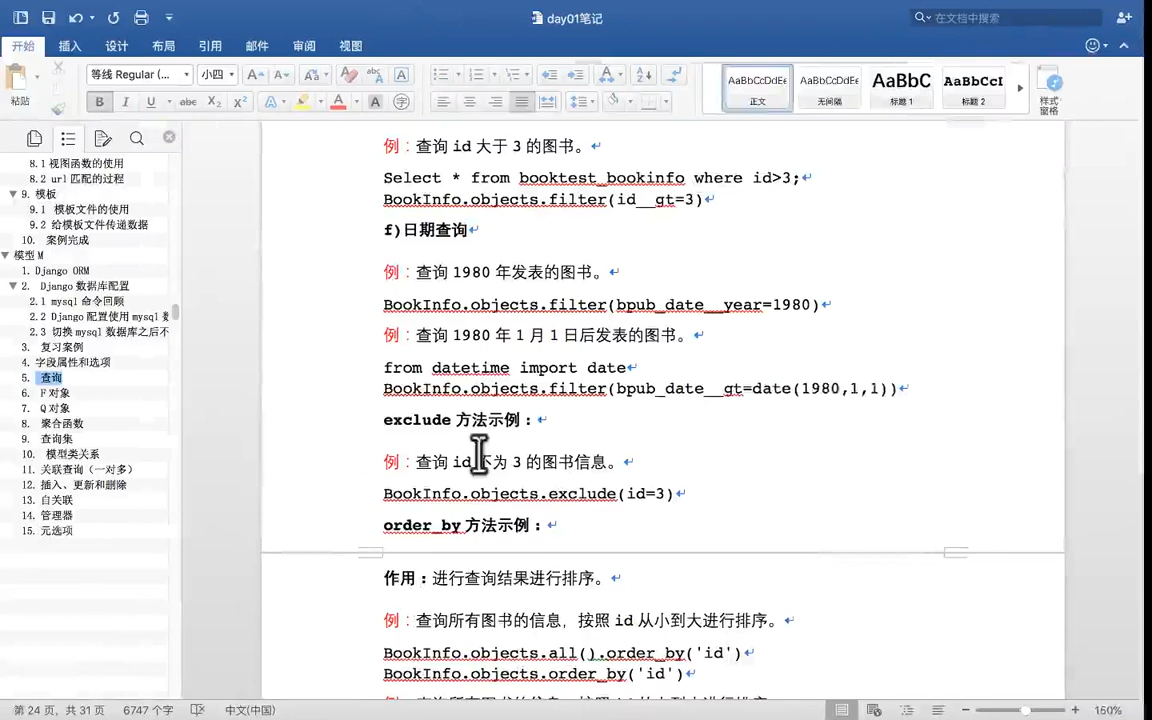 day01笔记
在文档中搜索
开始 插入 设计 布局 引用 邮件 审阅 视图
粘贴
等线 Regular (... 小四
AaBbCcDdEe AaBbCcDdEe AaBbC AaBbCcI
正文 无间隔 标题 1 标题 2
样式
窗格
8.1 视图函数的使用
8.2 url 匹配的过程
9. 模板
9.1 模板文件的使用
9.2 给模板文件传递数据
10. 案例完成
模型 M
1. Django ORM
2. Django 数据库配置
2.1 mysql 命令回顾
2.2 Django 配置使用 mysql 数
2.3 切换 mysql 数据库之后不
3. 复习案例
4. 字段属性和选项
5. 查询
6. F 对象
7. Q 对象
8. 聚合函数
9. 查询集
10. 模型类关系
11. 关联查询（一对多）
12. 插入、更新和删除
13. 自关联
14. 管理器
15. 元选项
例：查询 id 大于 3 的图书。
Select * from booktest_bookinfo where id>3;
BookInfo.objects.filter(id__gt=3)
f)日期查询
例：查询 1980 年发表的图书。
BookInfo.objects.filter(bpub_date__year=1980)
例：查询 1980 年 1 月 1 日后发表的图书。
from datetime import date
BookInfo.objects.filter(bpub_date__gt=date(1980,1,1))
exclude 方法示例：
例：查询 id 不为 3 的图书信息。
BookInfo.objects.exclude(id=3)
order_by 方法示例：
作用：进行查询结果进行排序。
例：查询所有图书的信息，按照 id 从小到大进行排序。
BookInfo.objects.all().order_by('id')
BookInfo.objects.order_by('id')
第 24 页，共 31 页 6747 个字 中文(中国) 160%